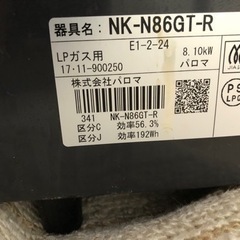 器具名: NK-N86GT-R
E1-2-24
LPガス用 8.10kW
17·11-900250 パロマ
株式会社パロマ
341 NK-N86GT-R
区分C 効率56.3%
区分J 効率192Wh
PS
LPG
JIA